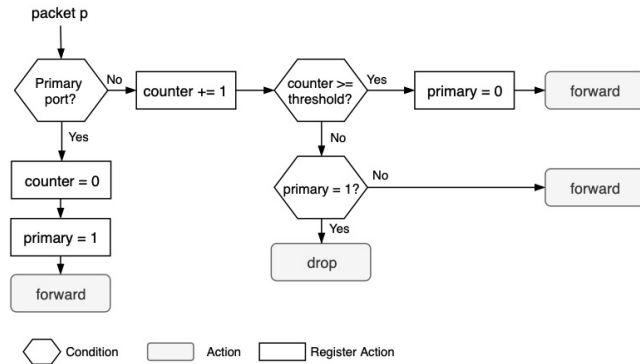 packet p
Primary
port?
No
counter += 1
counter >=
threshold?
Yes
primary = 0
forward
Yes
No
counter = 0
primary = 1?
No
forward
primary = 1
Yes
drop
forward
Condition
Action
Register Action